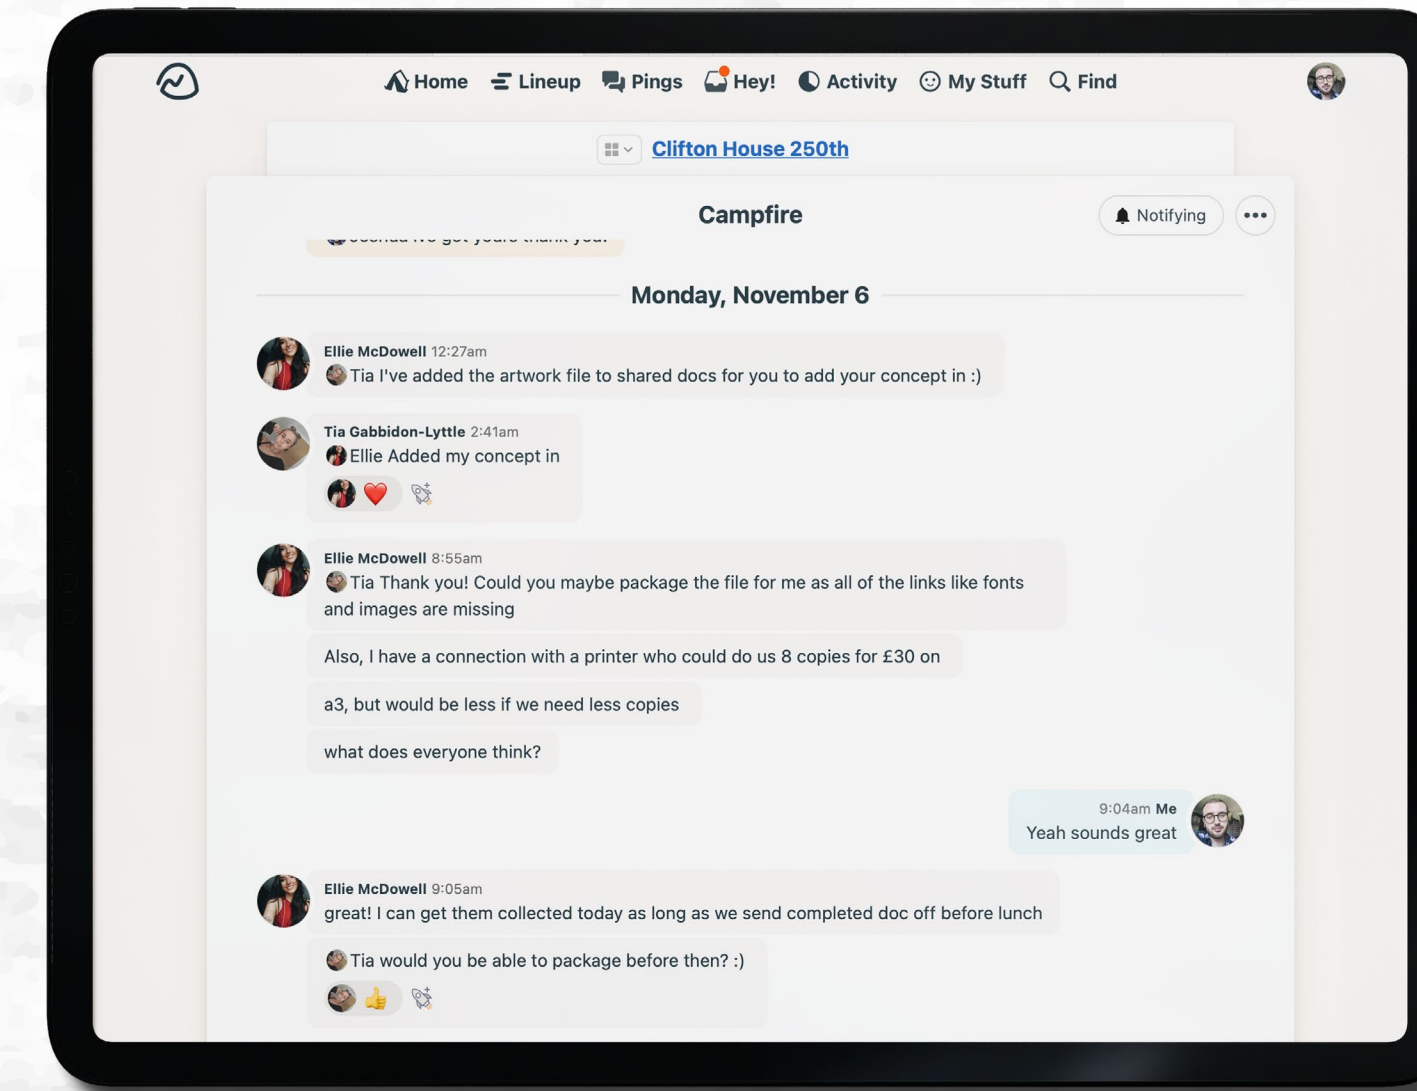 Home Lineup Pings Hey! Activity My Stuff Find
Clifton House 250th
Campfire
Notifying
Joshua ive got yours thank you!
Monday, November 6
Ellie McDowell 12:27am
Tia I've added the artwork file to shared docs for you to add your concept in :)
Tia Gabbidon-Lyttle 2:41am
Ellie Added my concept in
Ellie McDowell 8:55am
Tia Thank you! Could you maybe package the file for me as all of the links like fonts
and images are missing
Also, I have a connection with a printer who could do us 8 copies for £30 on
a3, but would be less if we need less copies
what does everyone think?
9:04am Me
Yeah sounds great
Ellie McDowell 9:05am
great! I can get them collected today as long as we send completed doc off before lunch
Tia would you be able to package before then? :)